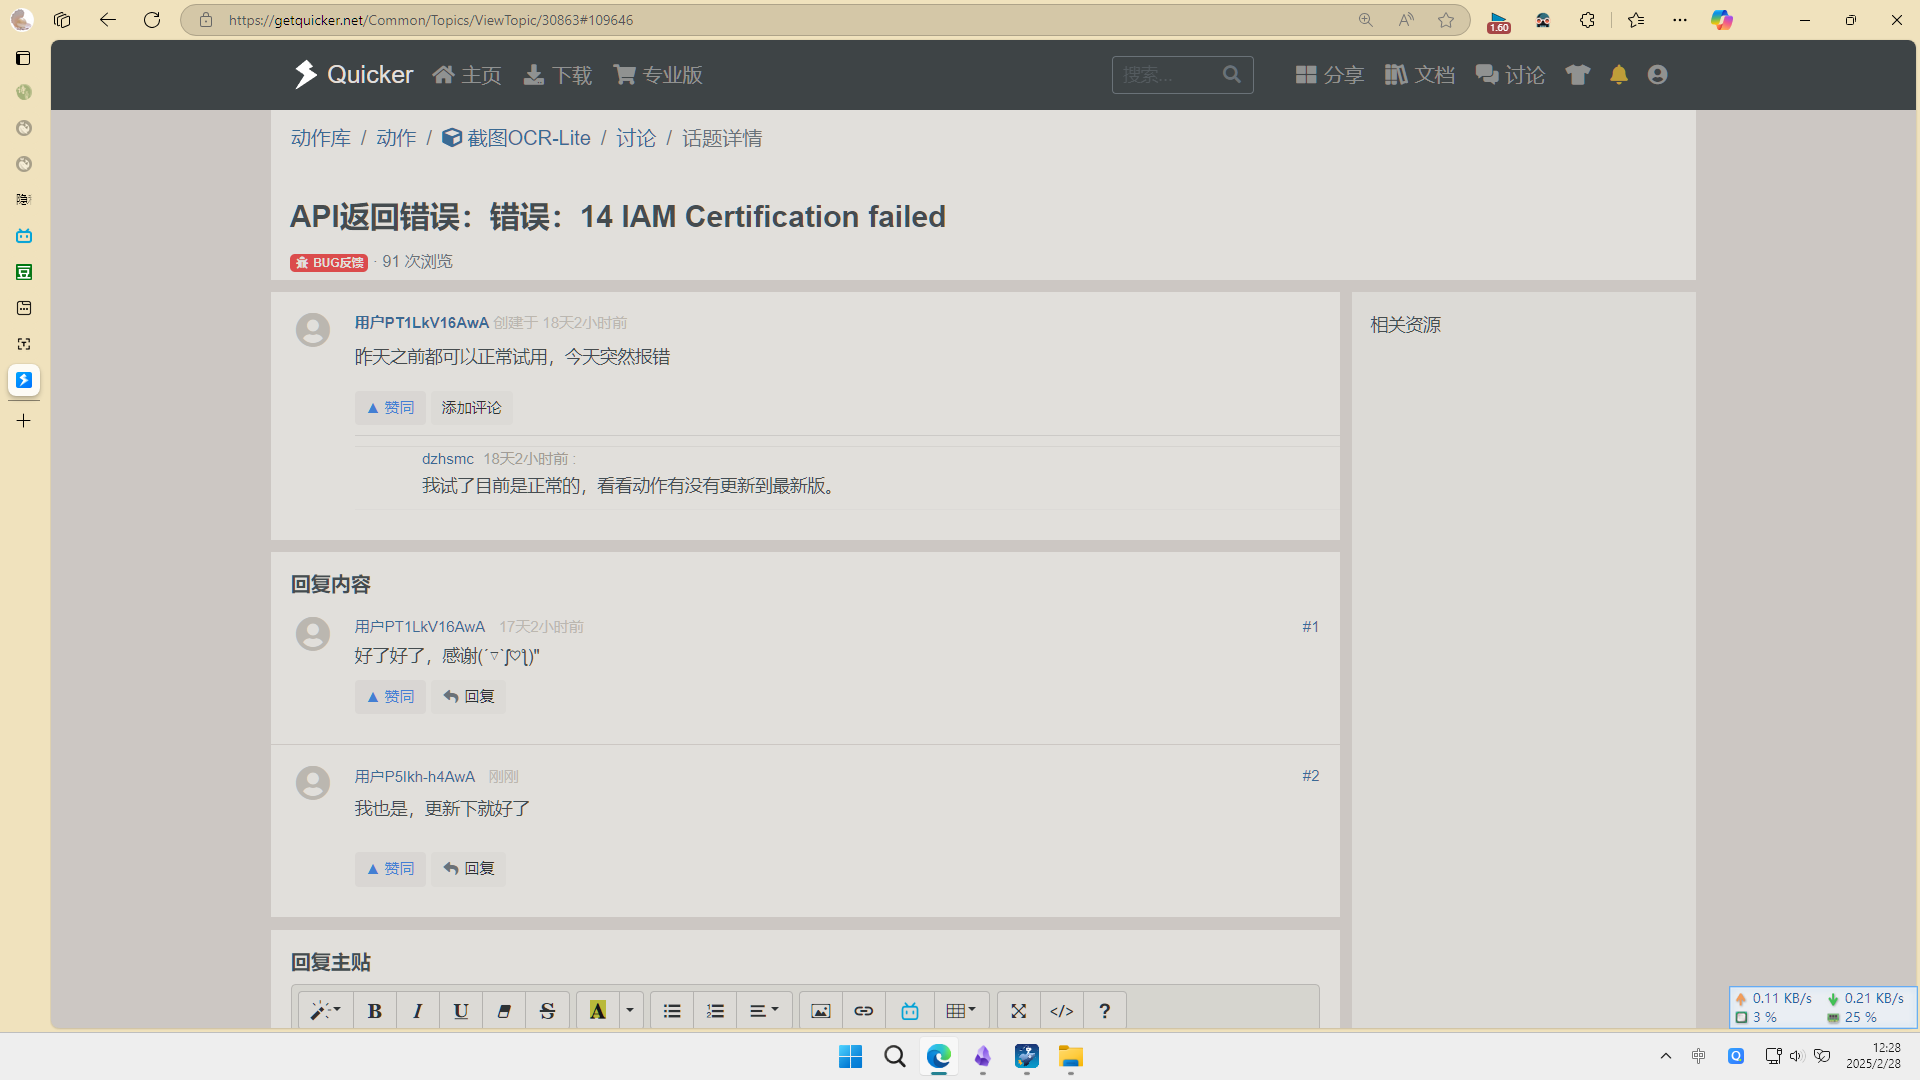 https://getquicker.net/Common/Topics/ViewTopic/30863#109646
1.60
Quicker 主页 下载 专业版 搜索... 分享 文档 讨论
动作库 / 动作 / 截图OCR-Lite / 讨论 / 话题详情
API返回错误：错误：14 IAM Certification failed
BUG反馈 · 91 次浏览
用户PT1LkV16AwA 创建于 18天2小时前
昨天之前都可以正常试用，今天突然报错
▲ 赞同 添加评论
dzhsmc 18天2小时前 :
我试了目前是正常的，看看动作有没有更新到最新版。
相关资源
回复内容
用户PT1LkV16AwA 17天2小时前 #1
好了好了，感谢(´▽`ʃ♡ƪ)"
▲ 赞同 回复
用户P5Ikh-h4AwA 刚刚 #2
我也是，更新下就好了
▲ 赞同 回复
回复主贴
B I U S A </> ?
0.11 KB/s 0.21 KB/s
3 % 25 %
中
12:28
2025/2/28